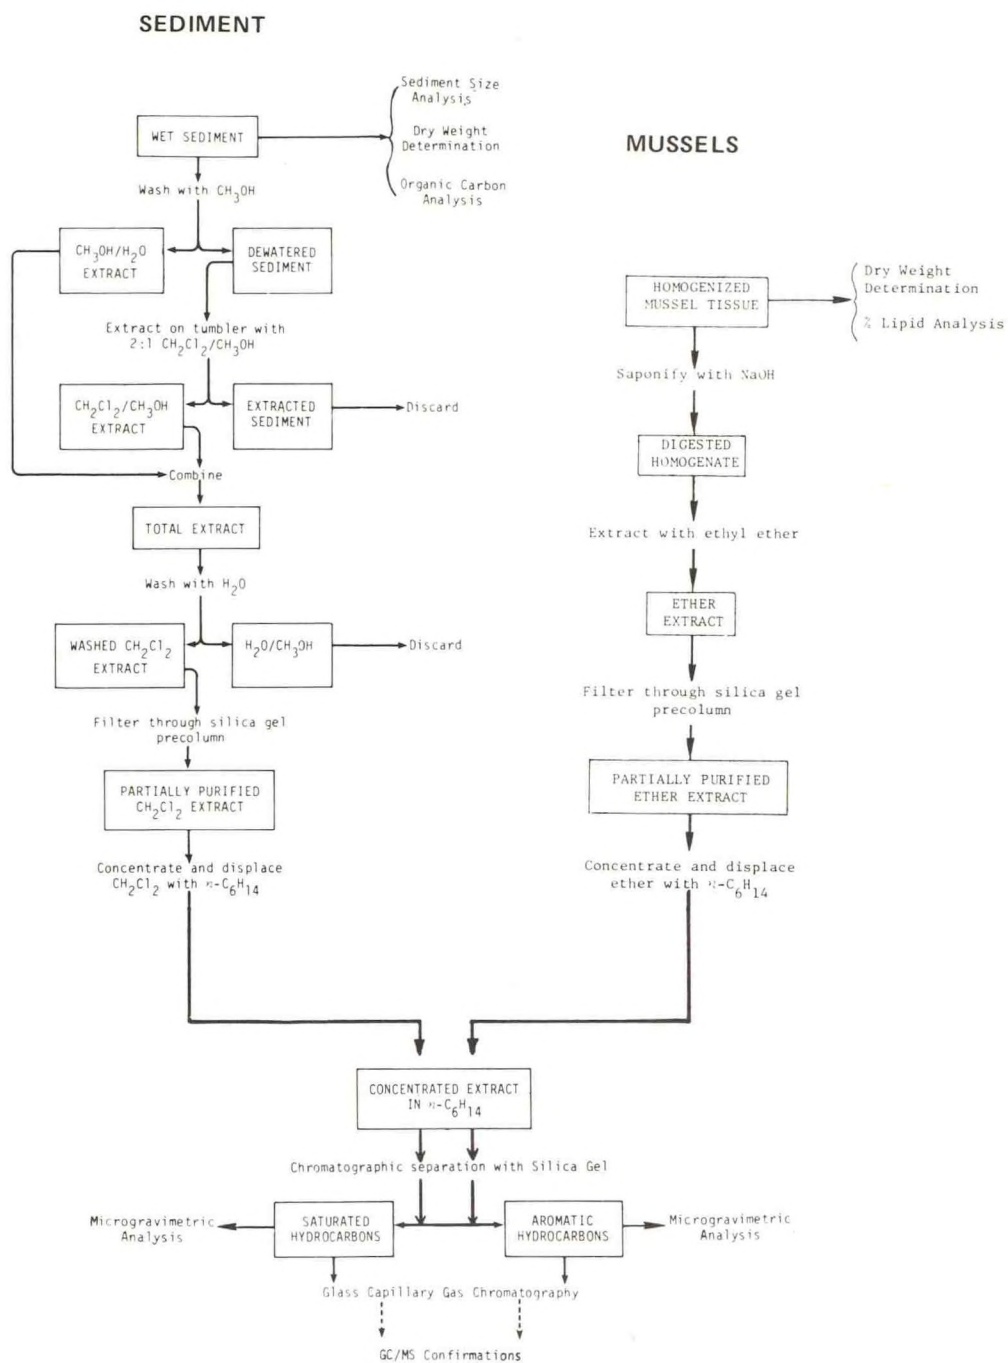 SEDIMENT
WET SEDIMENT
Sediment Size
Analysis
Dry Weight
Determination
Organic Carbon
Analysis
Wash with CH3OH
CH3OH/H2O
EXTRACT
DEWATERED
SEDIMENT
Extract on tumbler with
2:1 CH2Cl2/CH3OH
CH2Cl2/CH3OH
EXTRACT
EXTRACTED
SEDIMENT
Discard
Combine
TOTAL EXTRACT
Wash with H2O
WASHED CH2Cl2
EXTRACT
H2O/CH3OH
Discard
Filter through silica gel
precolumn
PARTIALLY PURIFIED
CH2Cl2 EXTRACT
Concentrate and displace
CH2Cl2 with n-C6H14
MUSSELS
HOMOGENIZED
MUSSEL TISSUE
Dry Weight
Determination
% Lipid Analysis
Saponify with NaOH
DIGESTED
HOMOGENATE
Extract with ethyl ether
ETHER
EXTRACT
Filter through silica gel
precolumn
PARTIALLY PURIFIED
ETHER EXTRACT
Concentrate and displace
ether with n-C6H14
CONCENTRATED EXTRACT
IN n-C6H14
Chromatographic separation with Silica Gel
Microgravimetric
Analysis
SATURATED
HYDROCARBONS
AROMATIC
HYDROCARBONS
Microgravimetric
Analysis
Glass Capillary Gas Chromatography
GC/MS Confirmations